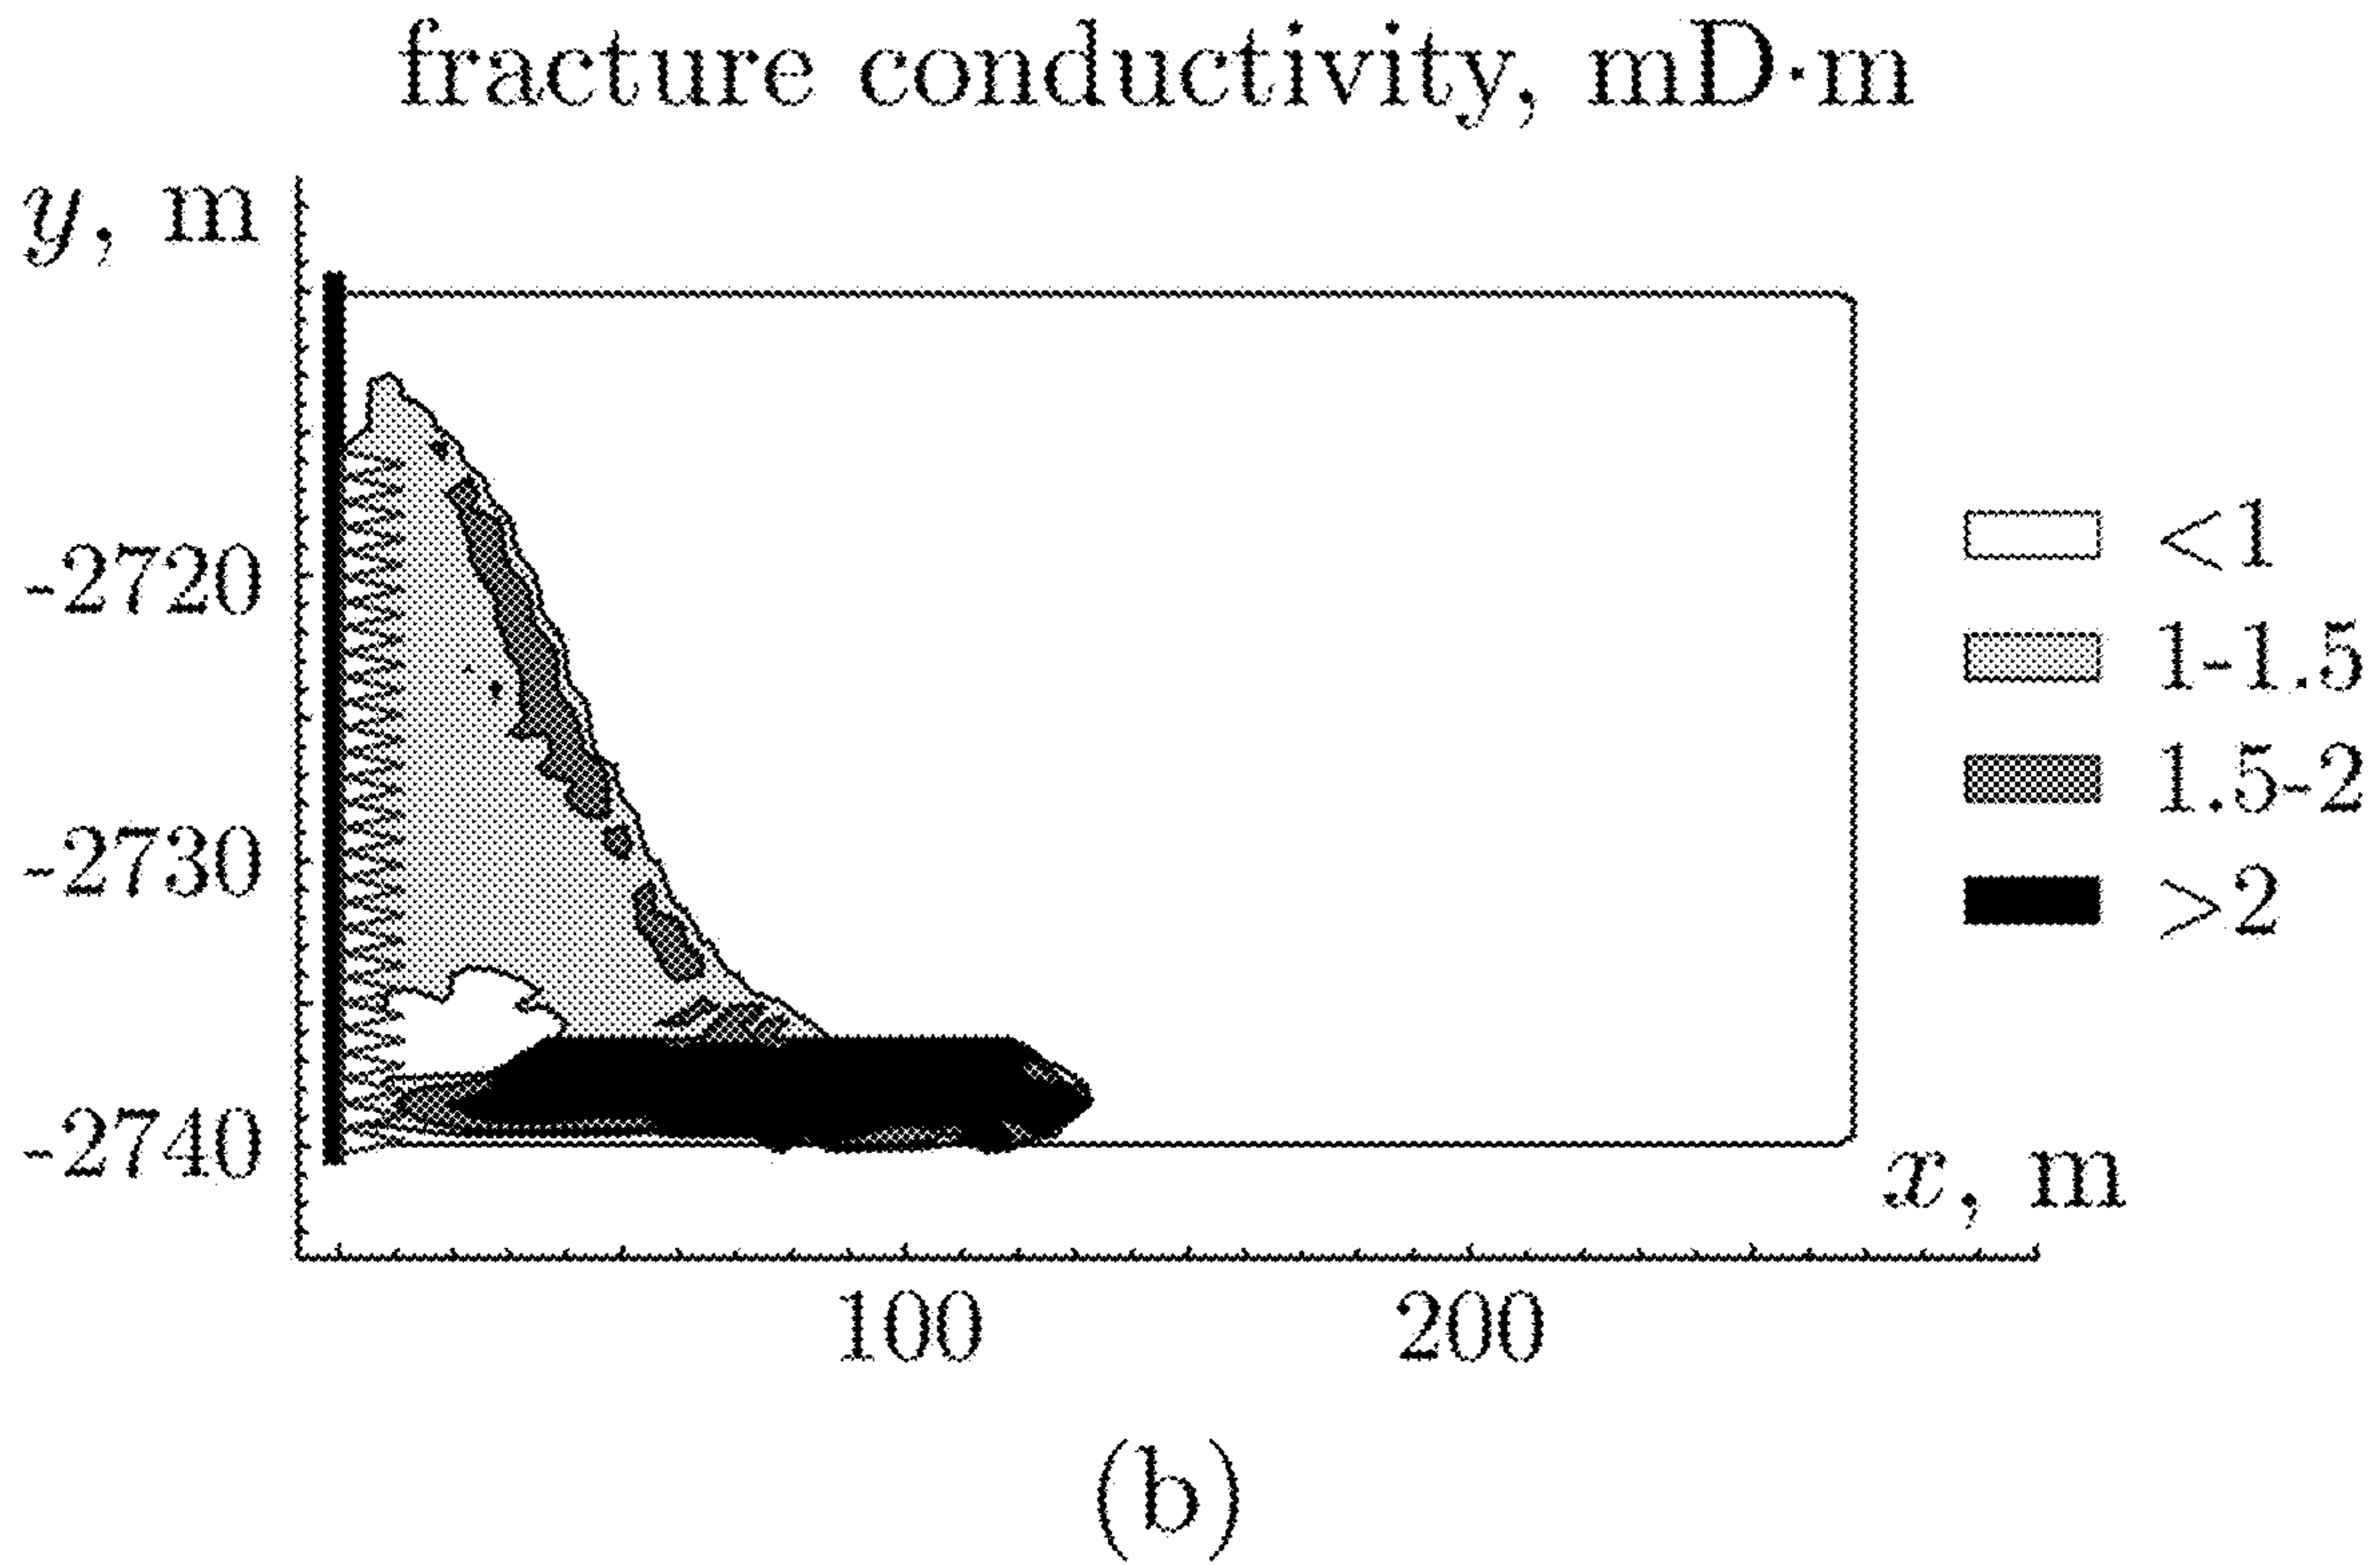 fracture conductivity, mD·m
y, m
-2720
-2730
-2740
<1
1-1.5
1.5-2
>2
x, m
100
200
(b)